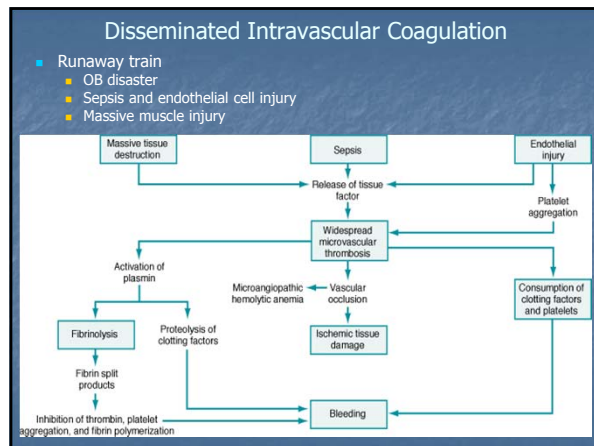 Disseminated Intravascular Coagulation
Runaway train
OB disaster
Sepsis and endothelial cell injury
Massive muscle injury
Massive tissue
destruction
Sepsis
Endothelial
injury
Release of tissue
factor
Platelet
aggregation
Widespread
microvascular
thrombosis
Activation of
plasmin
Microangiopathic
hemolytic anemia
Vascular
occlusion
Consumption of
clotting factors
and platelets
Fibrinolysis
Proteolysis of
clotting factors
Ischemic tissue
damage
Fibrin split
products
Inhibition of thrombin, platelet
aggregation, and fibrin polymerization
Bleeding